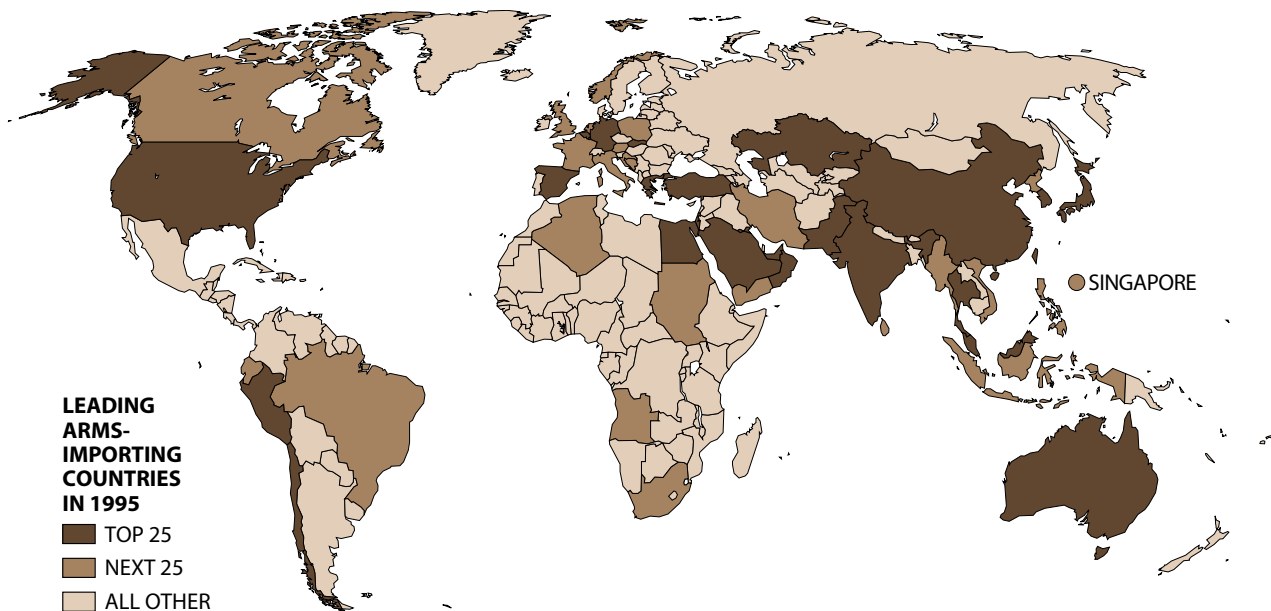 SINGAPORE
LEADING
ARMS-
IMPORTING
COUNTRIES
IN 1995
TOP 25
NEXT 25
ALL OTHER